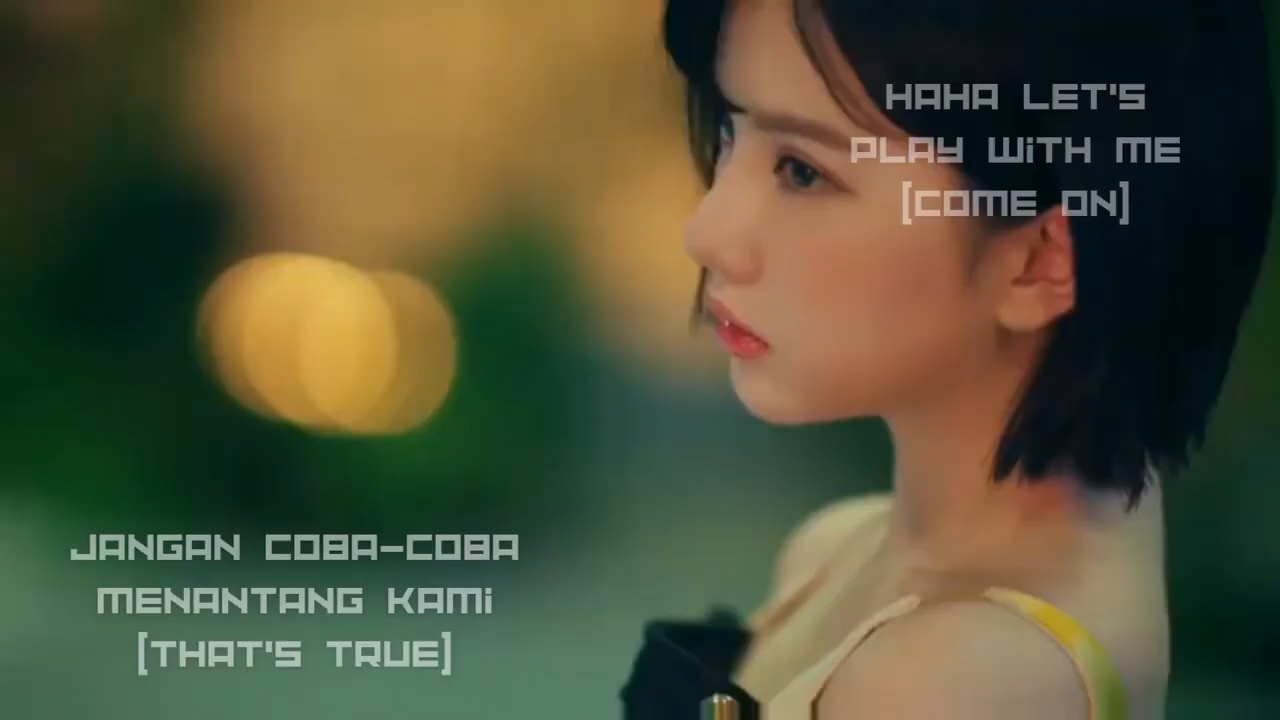 HAHA LET'S
PLAY WiTH ME
[COME ON]
JANGAN COBA-COBA
MENANTANG KAMi
[THAT'S TRUE]